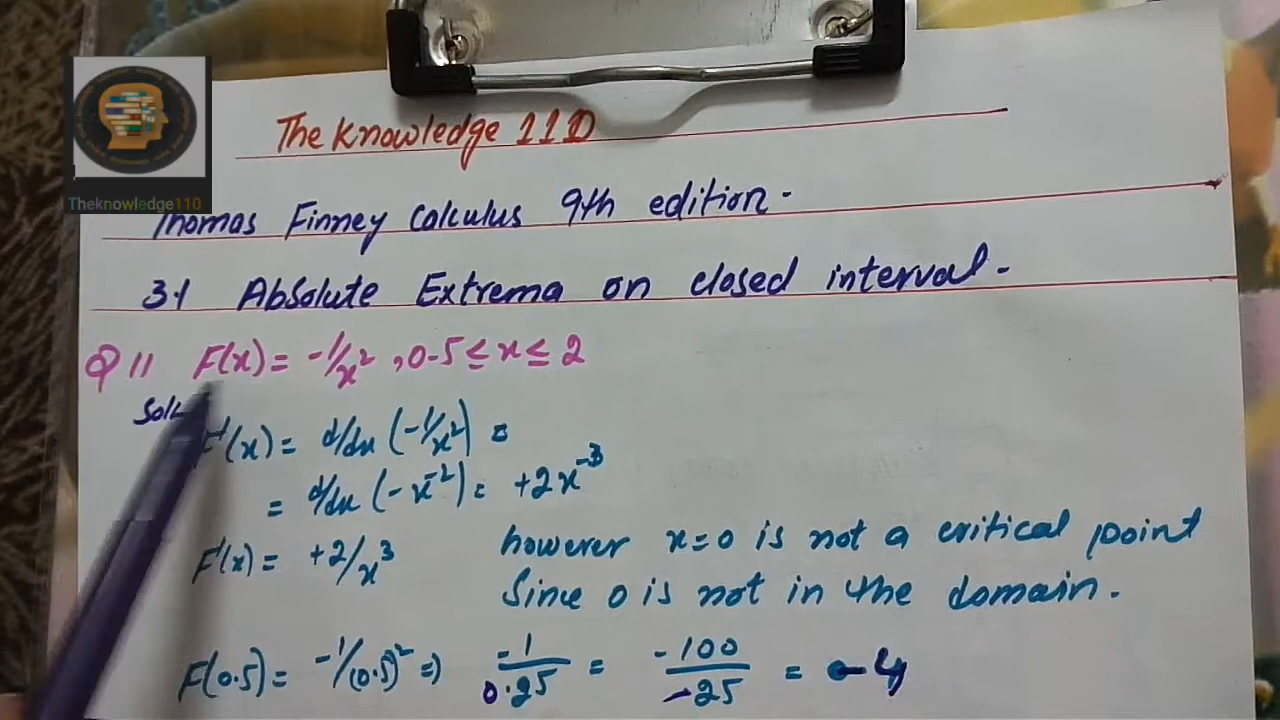 The Knowledge 110
Theknowledge110
Thomas Finney Calculus 9th edition.
3.1 Absolute Extrema on closed interval.
Q 11 F(x) = -1/x² , 0.5 ≤ x ≤ 2
Sol
F'(x) = d/dx (-1/x²)
= d/dx (-x⁻²) = +2x⁻³
F'(x) = +2/x³
however x=0 is not a critical point
Since 0 is not in the domain.
F(0.5) = -1/(0.5)² ⇒ -1/0.25 = -100/25 = -4